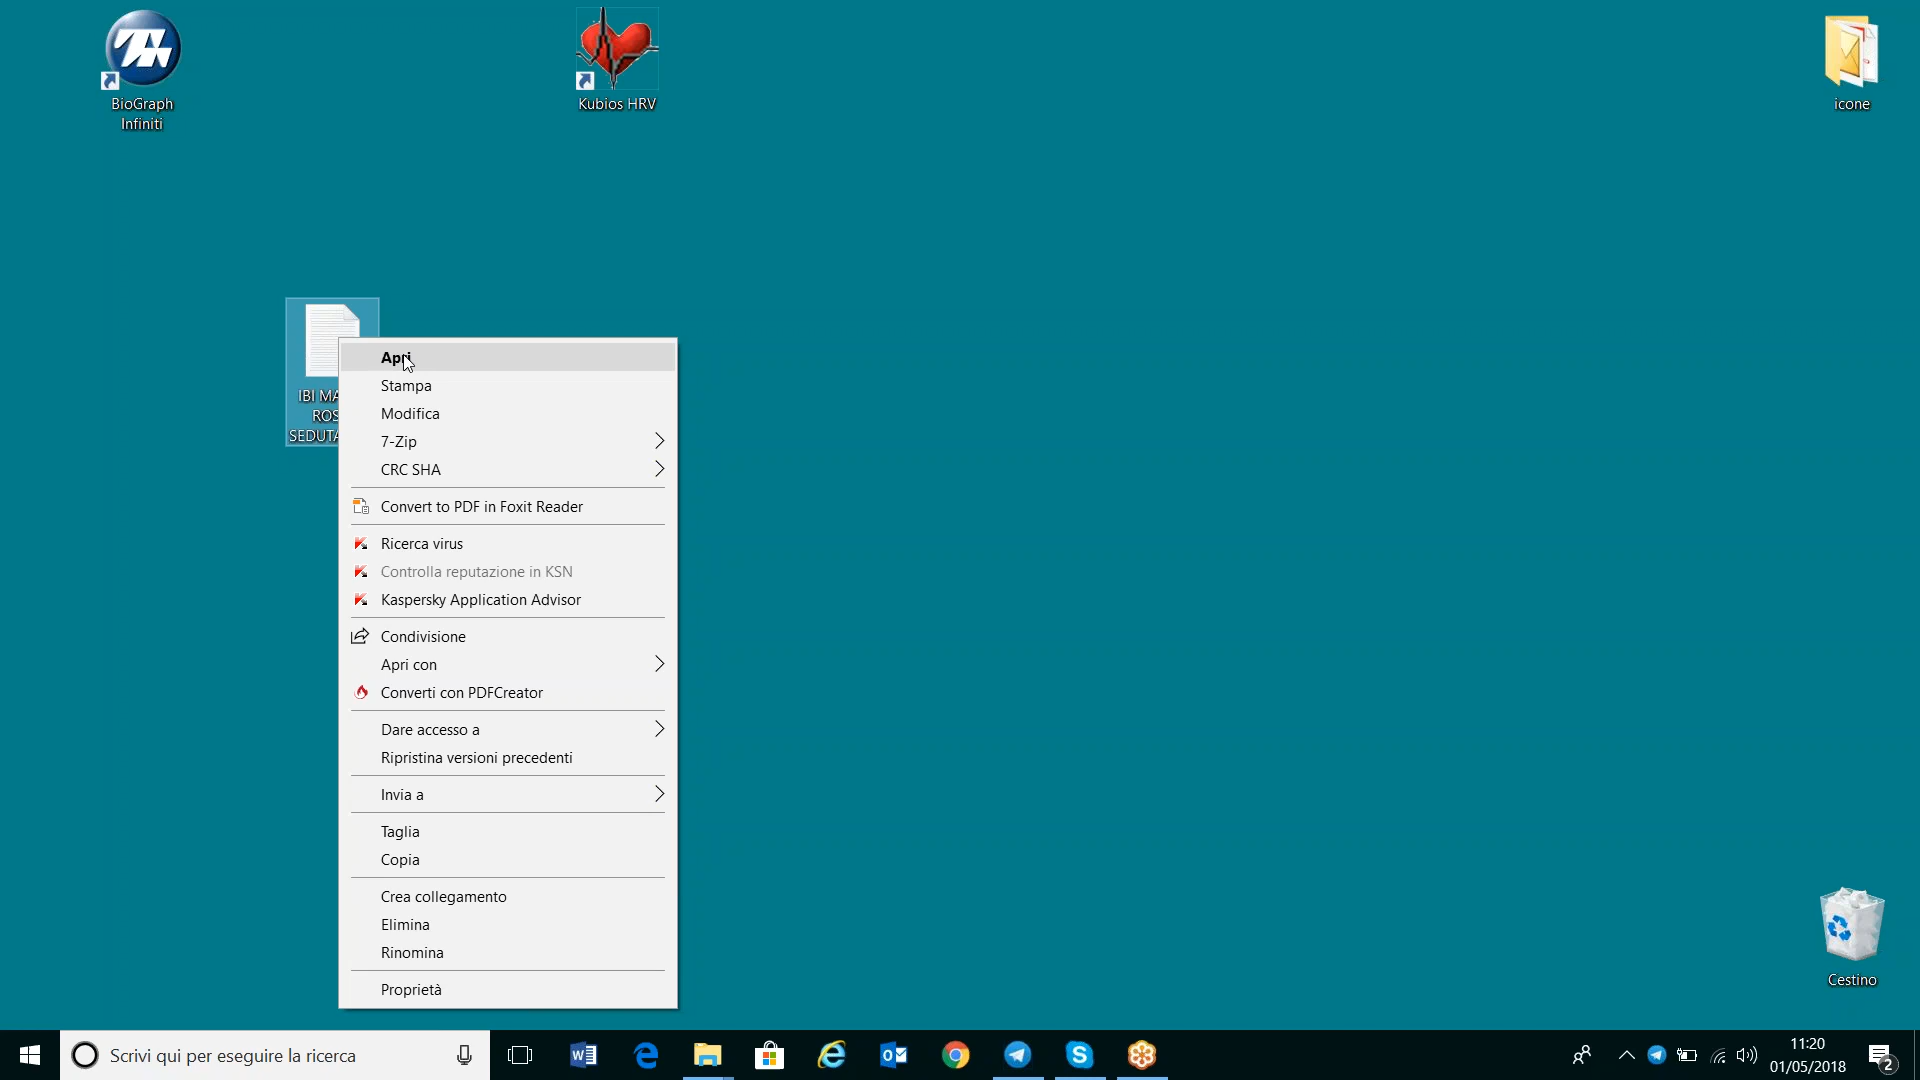 BioGraph
Infiniti
Kubios HRV
icone
IBI MA
ROS
SEDUTA
Apri
Stampa
Modifica
7-Zip
CRC SHA
Convert to PDF in Foxit Reader
Ricerca virus
Controlla reputazione in KSN
Kaspersky Application Advisor
Condivisione
Apri con
Converti con PDFCreator
Dare accesso a
Ripristina versioni precedenti
Invia a
Taglia
Copia
Crea collegamento
Elimina
Rinomina
Proprietà
Cestino
Scrivi qui per eseguire la ricerca
11:20
01/05/2018
2